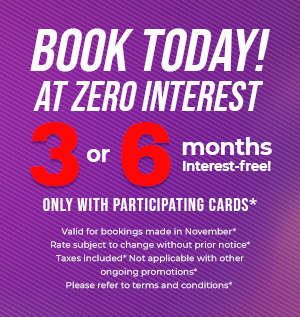 BOOK TODAY!
AT ZERO INTEREST
3 or 6 months
Interest-free!
ONLY WITH PARTICIPATING CARDS*
Valid for bookings made in November*
Rate subject to change without prior notice*
Taxes included* Not applicable with other
ongoing promotions*
Please refer to terms and conditions*